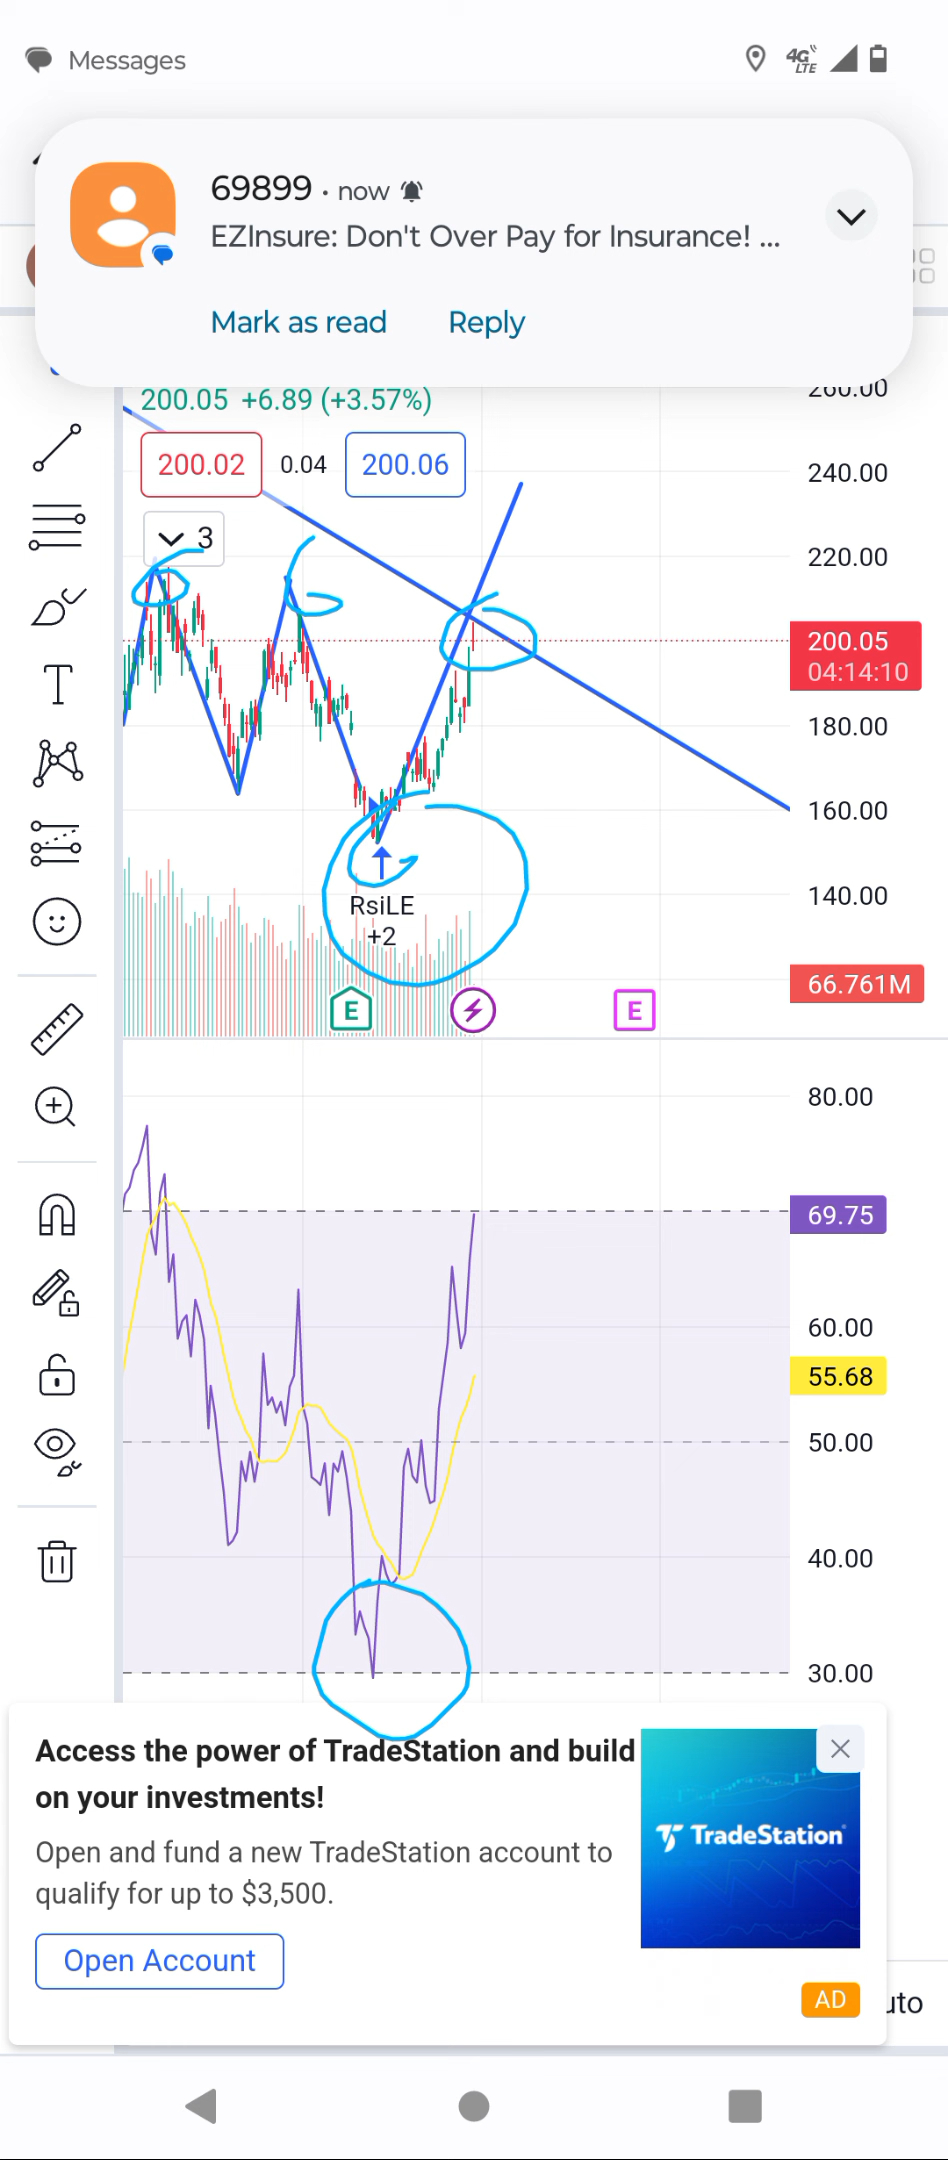 Messages
4G
LTE
69899 · now
EZInsure: Don't Over Pay for Insurance! ...
Mark as read Reply
200.05 +6.89 (+3.57%)
200.02 0.04 200.06
3
260.00
240.00
220.00
200.05
04:14:10
180.00
160.00
140.00
RsiLE
+2
66.761M
E E
80.00
69.75
60.00
55.68
50.00
40.00
30.00
Access the power of TradeStation and build
on your investments!
Open and fund a new TradeStation account to
qualify for up to $3,500.
Open Account
TradeStation
AD
uto